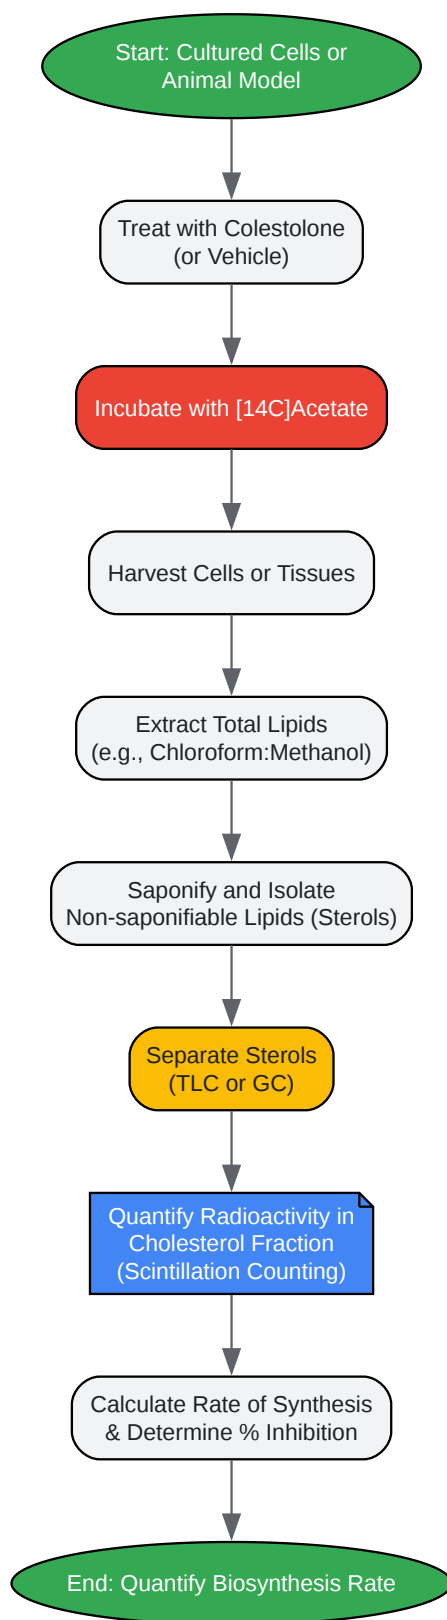 Start: Cultured Cells or
Animal Model
Treat with Colestolone
(or Vehicle)
Incubate with [14C]Acetate
Harvest Cells or Tissues
Extract Total Lipids
(e.g., Chloroform:Methanol)
Saponify and Isolate
Non-saponifiable Lipids (Sterols)
Separate Sterols
(TLC or GC)
Quantify Radioactivity in
Cholesterol Fraction
(Scintillation Counting)
Calculate Rate of Synthesis
& Determine % Inhibition
End: Quantify Biosynthesis Rate